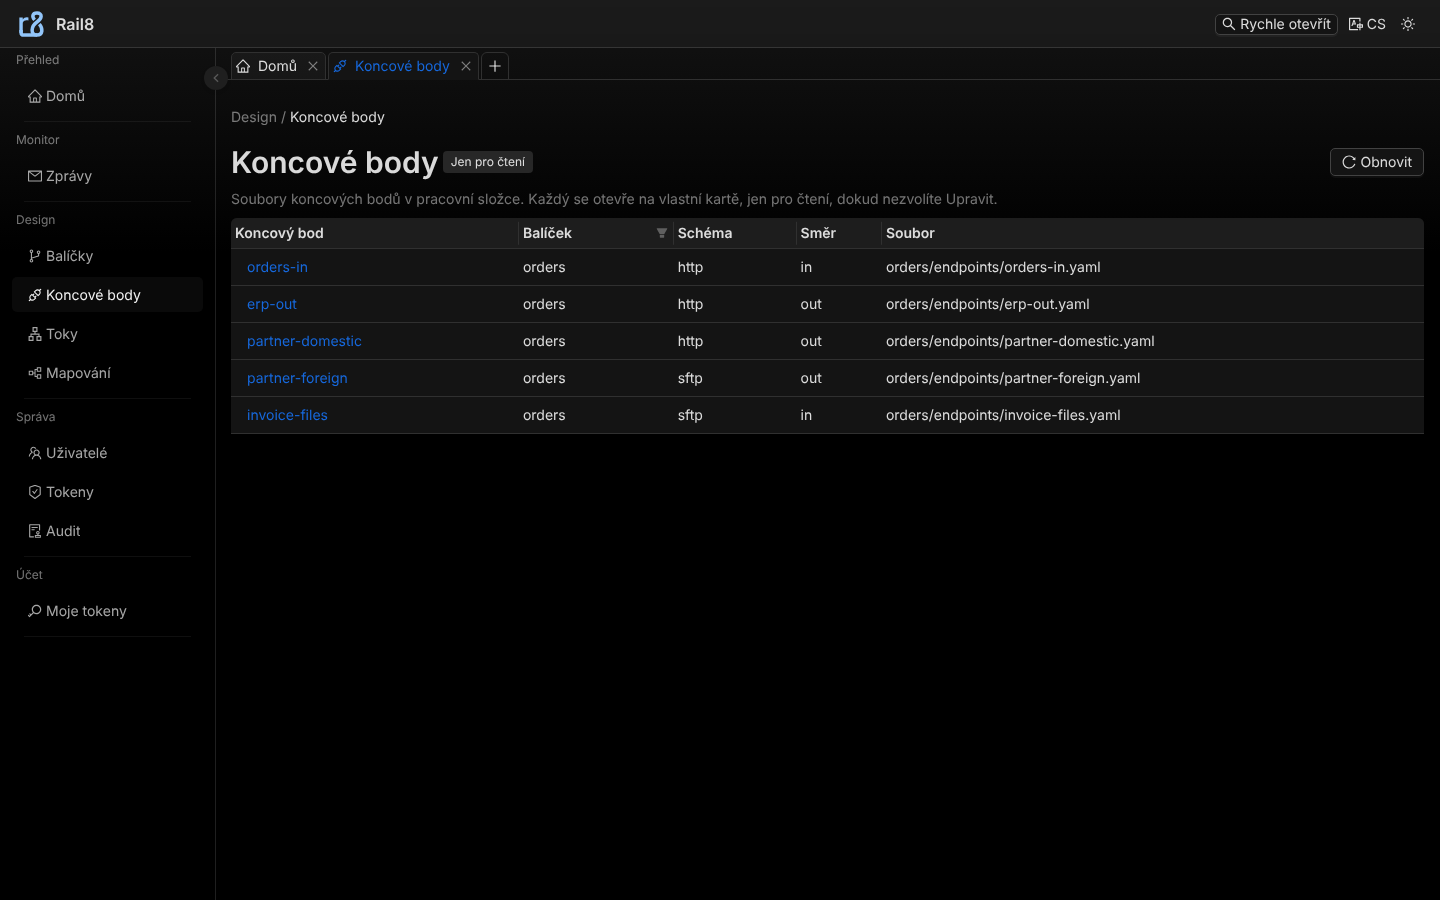 Rail8
Rychle otevřít
CS
Přehled
Domů
Monitor
Zprávy
Design
Balíčky
Koncové body
Toky
Mapování
Správa
Uživatelé
Tokeny
Audit
Účet
Moje tokeny
Domů
Koncové body
Design / Koncové body
Koncové body Jen pro čtení
Obnovit
Soubory koncových bodů v pracovní složce. Každý se otevře na vlastní kartě, jen pro čtení, dokud nezvolíte Upravit.
Koncový bod Balíček Schéma Směr Soubor
orders-in orders http in orders/endpoints/orders-in.yaml
erp-out orders http out orders/endpoints/erp-out.yaml
partner-domestic orders http out orders/endpoints/partner-domestic.yaml
partner-foreign orders sftp out orders/endpoints/partner-foreign.yaml
invoice-files orders sftp in orders/endpoints/invoice-files.yaml